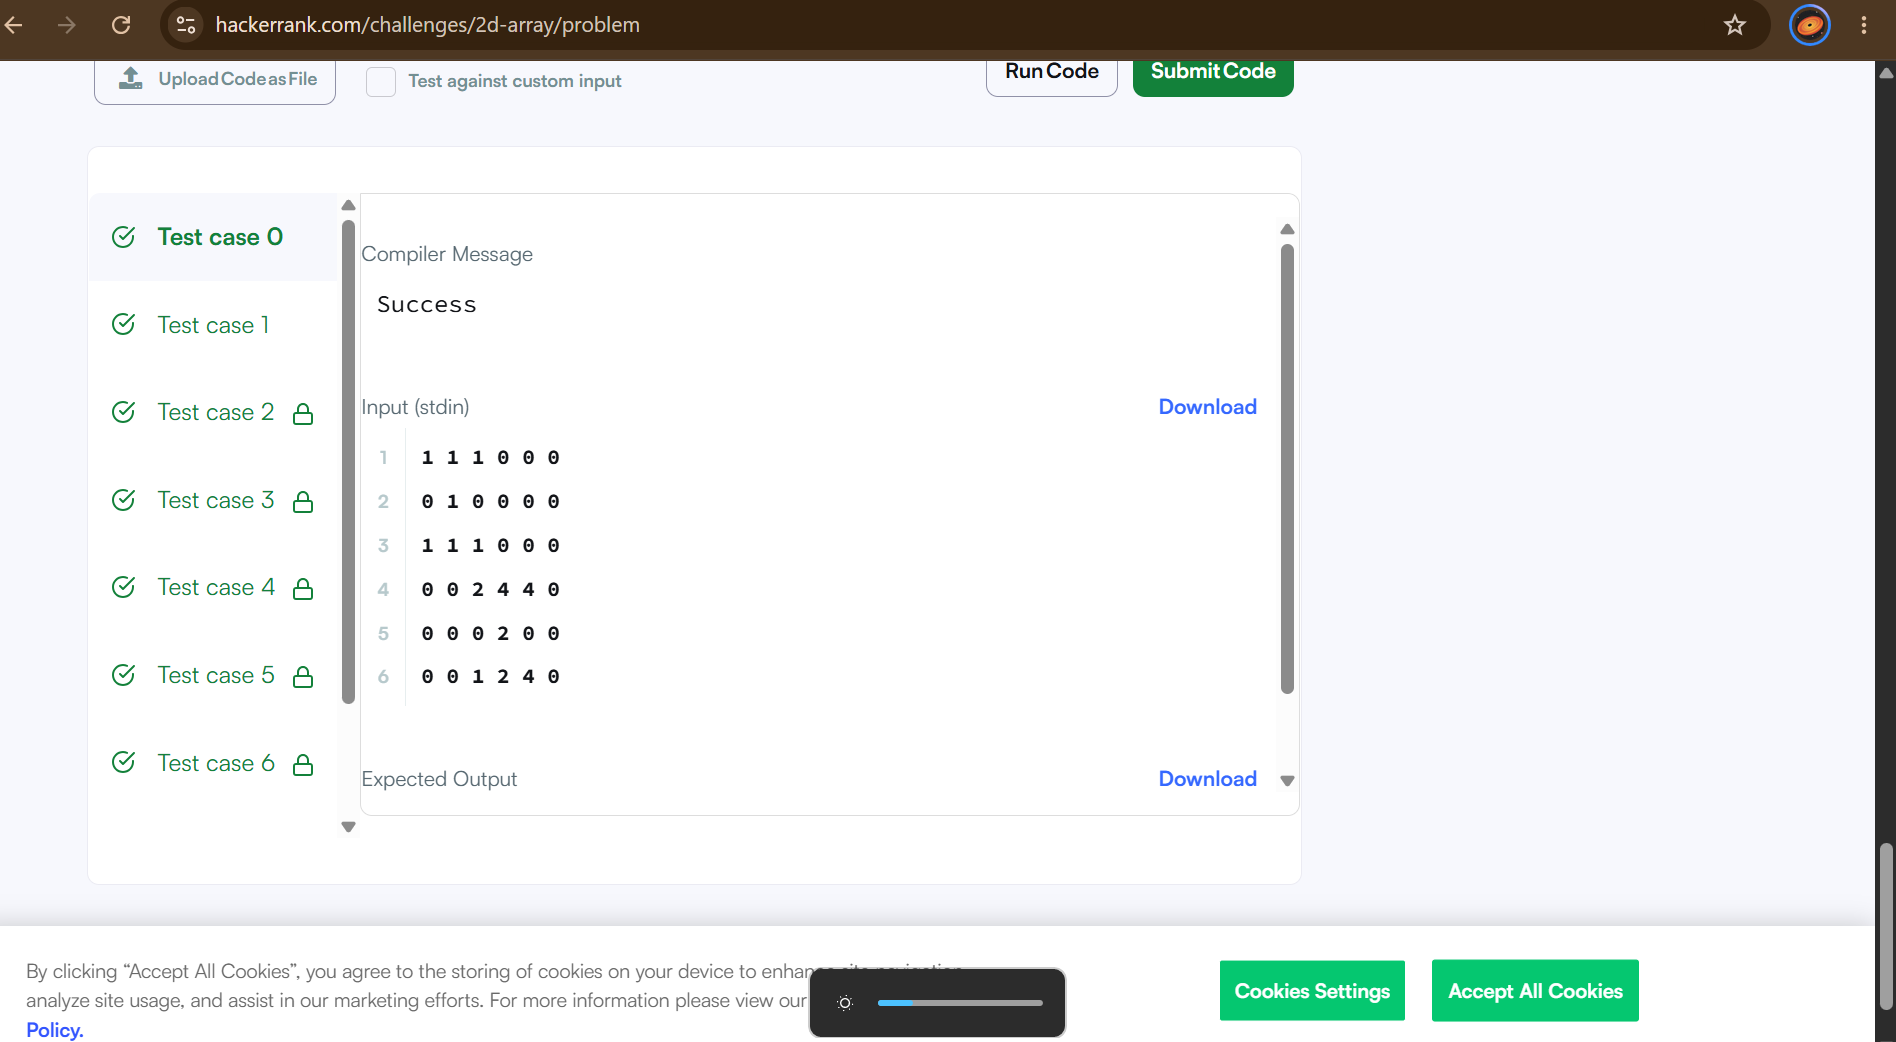 hackerrank.com/challenges/2d-array/problem
Upload Code as File
Test against custom input
Run Code
Submit Code
Test case 0
Test case 1
Test case 2
Test case 3
Test case 4
Test case 5
Test case 6
Compiler Message
Success
Input (stdin)
Download
1 1 1 1 0 0 0
2 0 1 0 0 0 0
3 1 1 1 0 0 0
4 0 0 2 4 4 0
5 0 0 0 2 0 0
6 0 0 1 2 4 0
Expected Output
Download
By clicking “Accept All Cookies”, you agree to the storing of cookies on your device to
analyze site usage, and assist in our marketing efforts. For more information please view our
Policy.
Cookies Settings
Accept All Cookies